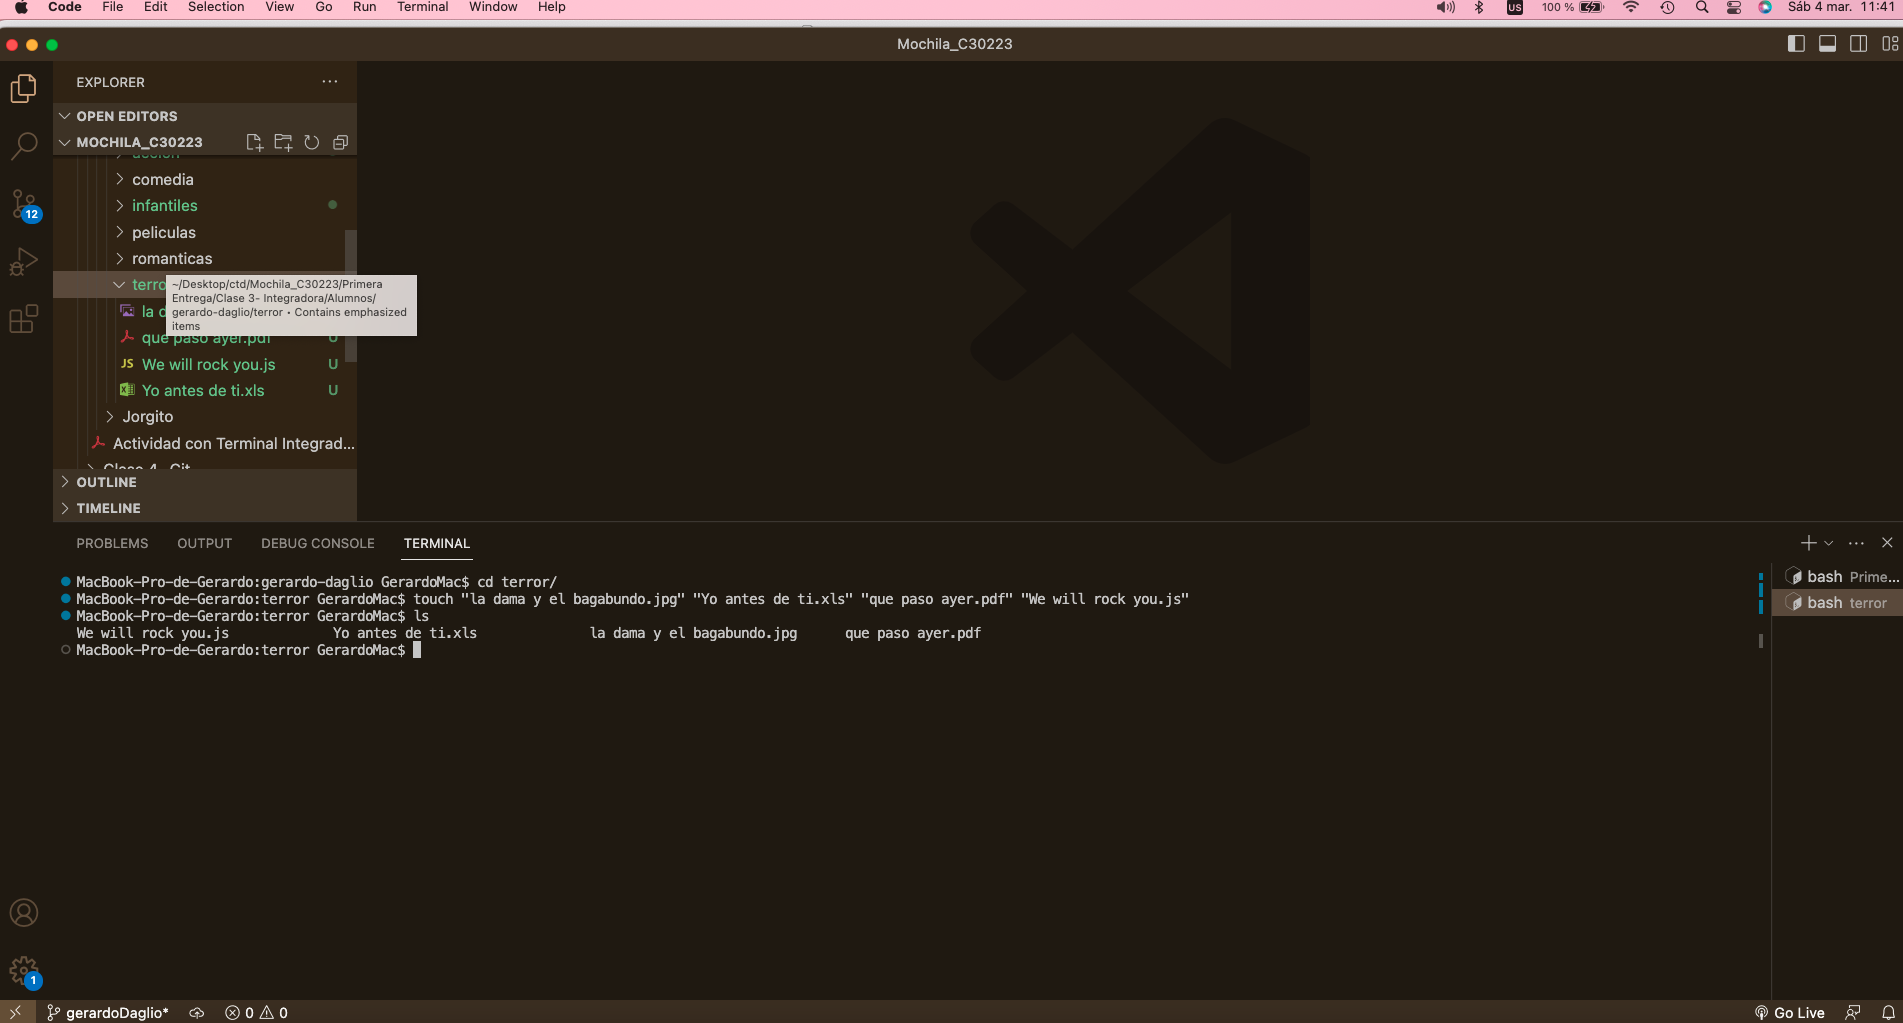 Code File Edit Selection View Go Run Terminal Window Help US 100 % Sáb 4 mar. 11:41
Mochila_C30223
EXPLORER
OPEN EDITORS
MOCHILA_C30223
accion
comedia
infantiles
peliculas
romanticas
terro
~/Desktop/ctd/Mochila_C30223/Primera
Entrega/Clase 3- Integradora/Alumnos/
gerardo-daglio/terror • Contains emphasized
items
la d
que paso ayer.pdf U
JS We will rock you.js U
Yo antes de ti.xls U
Jorgito
Actividad con Terminal Integrad...
Clase 4 - Git
OUTLINE
TIMELINE
12
1
PROBLEMS OUTPUT DEBUG CONSOLE TERMINAL
MacBook-Pro-de-Gerardo:gerardo-daglio GerardoMac$ cd terror/
MacBook-Pro-de-Gerardo:terror GerardoMac$ touch "la dama y el bagabundo.jpg" "Yo antes de ti.xls" "que paso ayer.pdf" "We will rock you.js"
MacBook-Pro-de-Gerardo:terror GerardoMac$ ls
We will rock you.js Yo antes de ti.xls la dama y el bagabundo.jpg que paso ayer.pdf
MacBook-Pro-de-Gerardo:terror GerardoMac$
bash Prime...
bash terror
gerardoDaglio* 0 0 Go Live